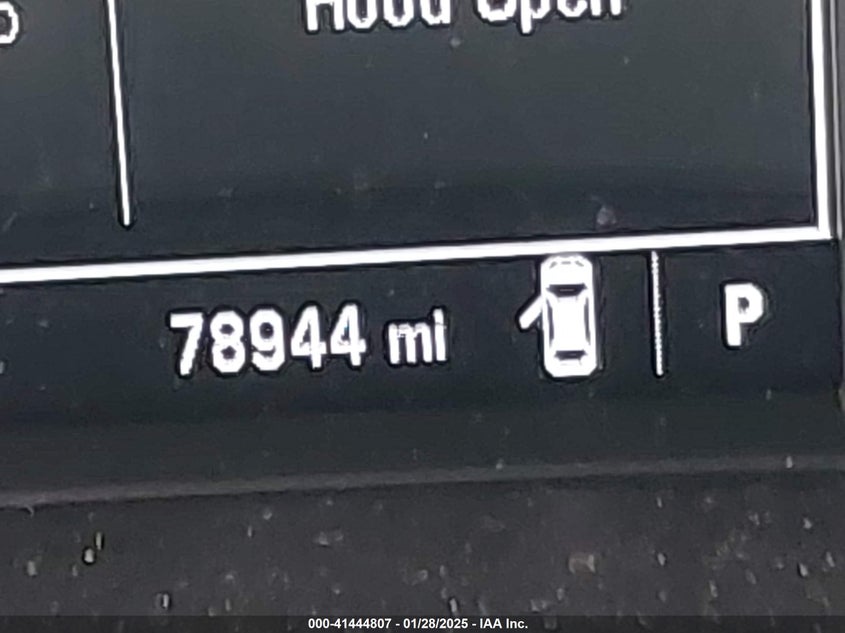 Hood Open
78944 mi
P
000-41444807 - 01/28/2025 - IAA Inc.